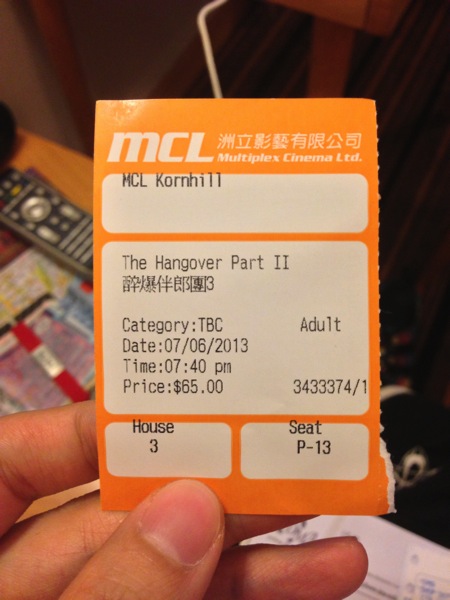 MCL 洲立影藝有限公司
Multiplex Cinema Ltd.
MCL Kornhill
The Hangover Part II
醉爆伴郎團3
Category:TBC Adult
Date:07/06/2013
Time:07:40 pm
Price:$65.00 3433374/1
House Seat
3 P-13